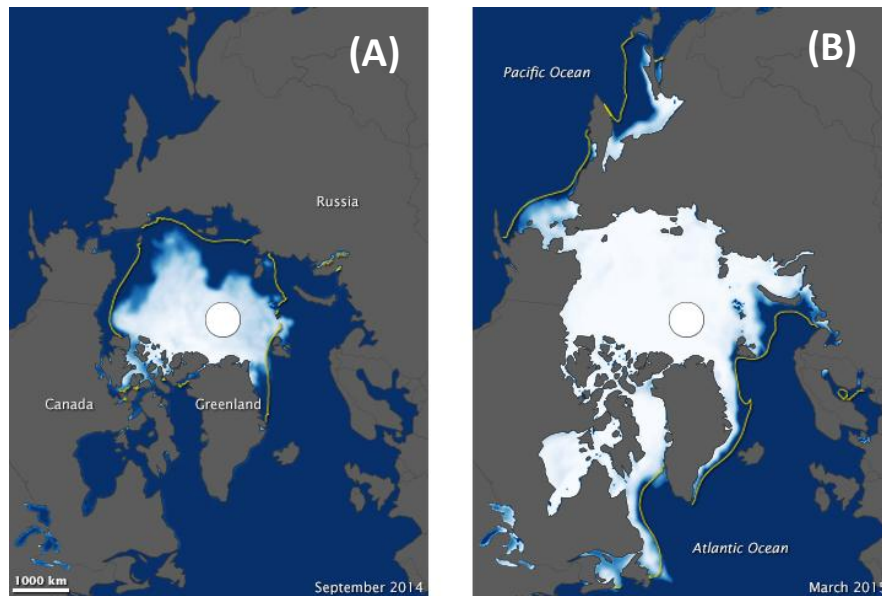 (A)
Russia
Canada
Greenland
1000 km
September 2014
(B)
Pacific Ocean
Atlantic Ocean
March 2015